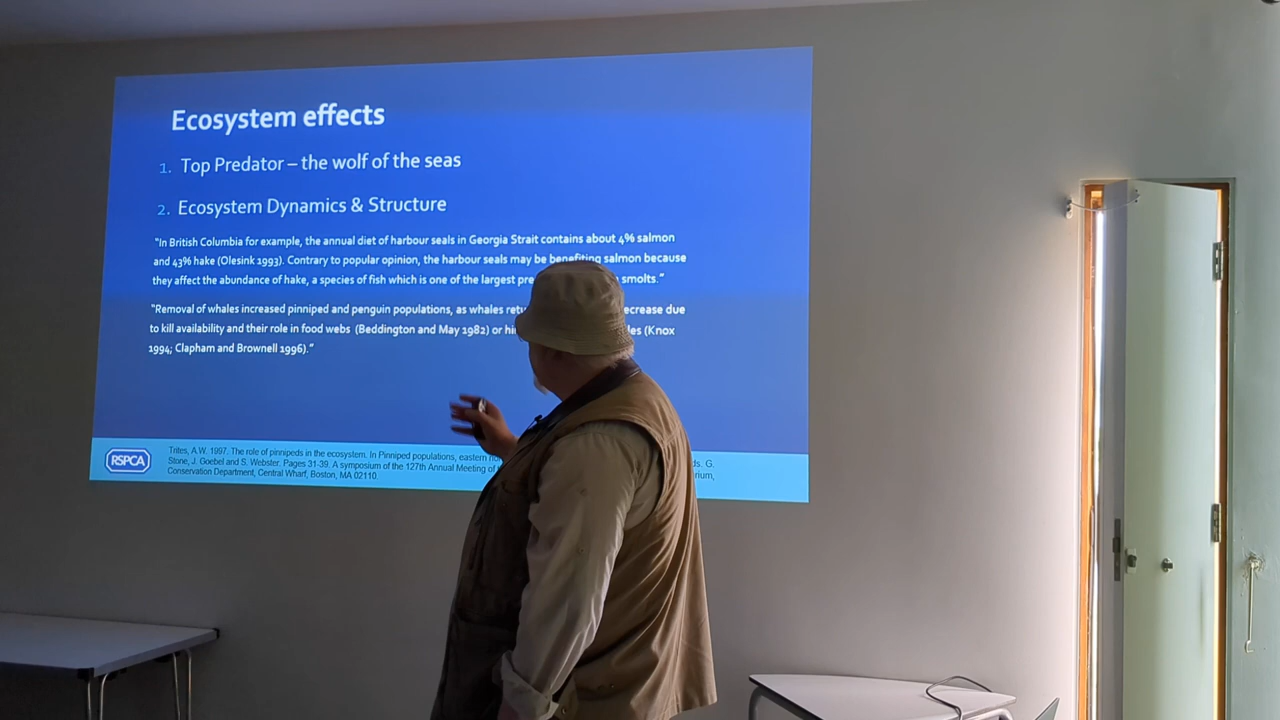 Ecosystem effects
1. Top Predator – the wolf of the seas
2. Ecosystem Dynamics & Structure
"In British Columbia for example, the annual diet of harbour seals in Georgia Strait contains about 4% salmon
and 43% hake (Olesink 1993). Contrary to popular opinion, the harbour seals may be benefiting salmon because
they affect the abundance of hake, a species of fish which is one of the largest smolts."
"Removal of whales increased pinniped and penguin populations, as whales due
to kill availability and their role in food webs (Beddington and May 1982) or (Knox
1994; Clapham and Brownell 1996)."
RSPCA
Trites, A.W. 1997. The role of pinnipeds in the ecosystem. In Pinniped populations, eastern G.
Stone, J. Goebel and S. Webster. Pages 31-39. A symposium of the 127th Annual Meeting of
Conservation Department, Central Wharf, Boston, MA 02110.